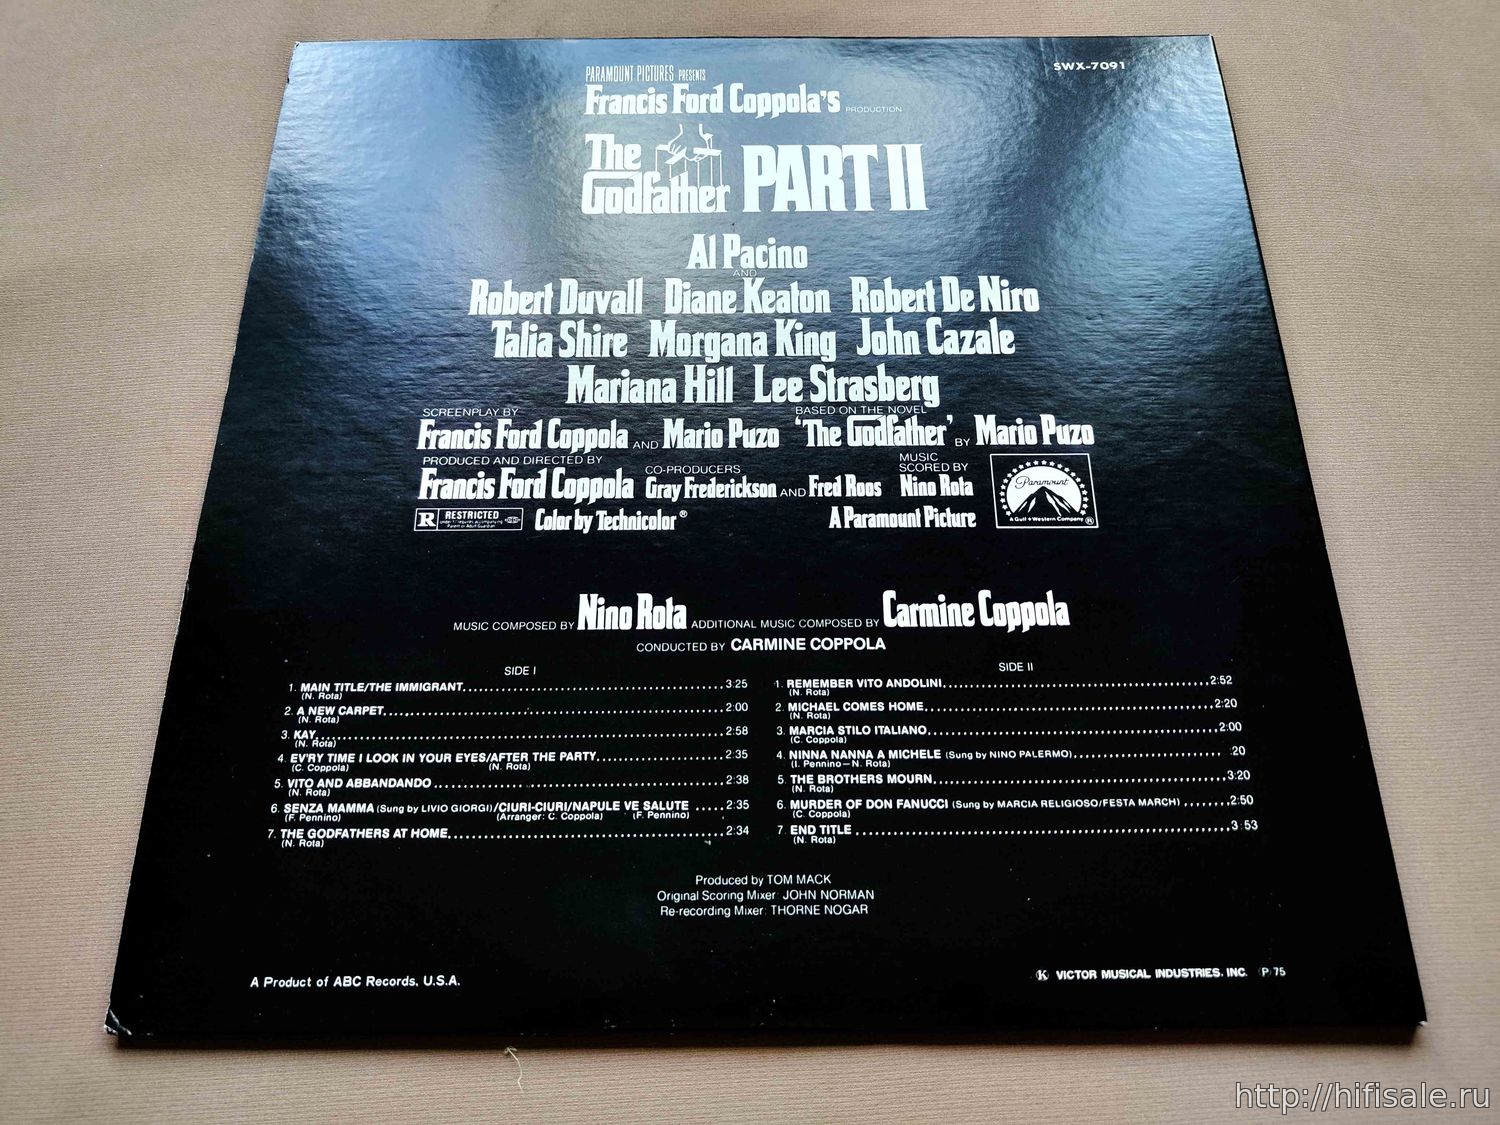 SWX-7091
PARAMOUNT PICTURES PRESENTS
Francis Ford Coppola's PRODUCTION
The Godfather PART II
Al Pacino
AND
Robert Duvall Diane Keaton Robert De Niro
Talia Shire Morgana King John Cazale
Mariana Hill Lee Strasberg
SCREENPLAY BY BASED ON THE NOVEL
Francis Ford Coppola AND Mario Puzo 'The Godfather' BY Mario Puzo
PRODUCED AND DIRECTED BY CO-PRODUCERS MUSIC SCORED BY
Francis Ford Coppola Gray Frederickson AND Fred Roos Nino Rota
Paramount
A Gulf + Western Company ®
R RESTRICTED
Under 17 requires accompanying
Parent or Adult Guardian
Color by Technicolor® A Paramount Picture
MUSIC COMPOSED BY Nino Rota ADDITIONAL MUSIC COMPOSED BY Carmine Coppola
CONDUCTED BY CARMINE COPPOLA
SIDE I
1. MAIN TITLE/THE IMMIGRANT 3:25
(N. Rota)
2. A NEW CARPET 2:00
(N. Rota)
3. KAY 2:58
(N. Rota)
4. EV'RY TIME I LOOK IN YOUR EYES/AFTER THE PARTY 2:35
(C. Coppola) (N. Rota)
5. VITO AND ABBANDANDO 2:38
(N. Rota)
6. SENZA MAMMA (Sung by LIVIO GIORGI)/CIURI-CIURI/NAPULE VE SALUTE 2:35
(F. Pennino) (Arranger: C. Coppola) (F. Pennino)
7. THE GODFATHERS AT HOME 2:34
(N. Rota)
SIDE II
1. REMEMBER VITO ANDOLINI 2:52
(N. Rota)
2. MICHAEL COMES HOME 2:20
(N. Rota)
3. MARCIA STILO ITALIANO 2:00
(C. Coppola)
4. NINNA NANNA A MICHELE (Sung by NINO PALERMO) :20
(I. Pennino—N. Rota)
5. THE BROTHERS MOURN 3:20
(N. Rota)
6. MURDER OF DON FANUCCI (Sung by MARCIA RELIGIOSO/FESTA MARCH) 2:50
(C. Coppola)
7. END TITLE 3:53
(N. Rota)
Produced by TOM MACK
Original Scoring Mixer: JOHN NORMAN
Re-recording Mixer: THORNE NOGAR
A Product of ABC Records, U.S.A.
Ⓚ VICTOR MUSICAL INDUSTRIES, INC. Ⓟ 75
http://hifisale.ru